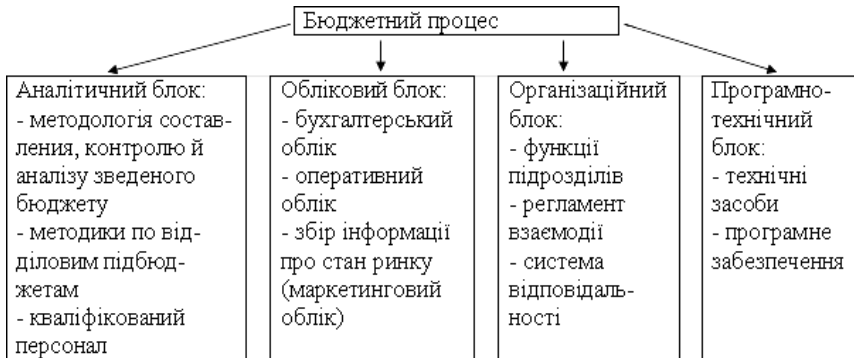 Бюджетний процес
Аналітичний блок:
- методологія состав-
лення, контролю й
аналізу зведеного
бюджету
- методики по від-
діловим підбюд-
жетам
- кваліфікований
персонал
Обліковий блок:
- бухгалтерський
облік
- оперативний
облік
- збір інформації
про стан ринку
(маркетинговий
облік)
Організаційний
блок:
- функції
підрозділів
- регламент
взаємодії
- система
відповідаль-
ності
Програмно-
технічний
блок:
- технічні
засоби
- програмне
забезпечення